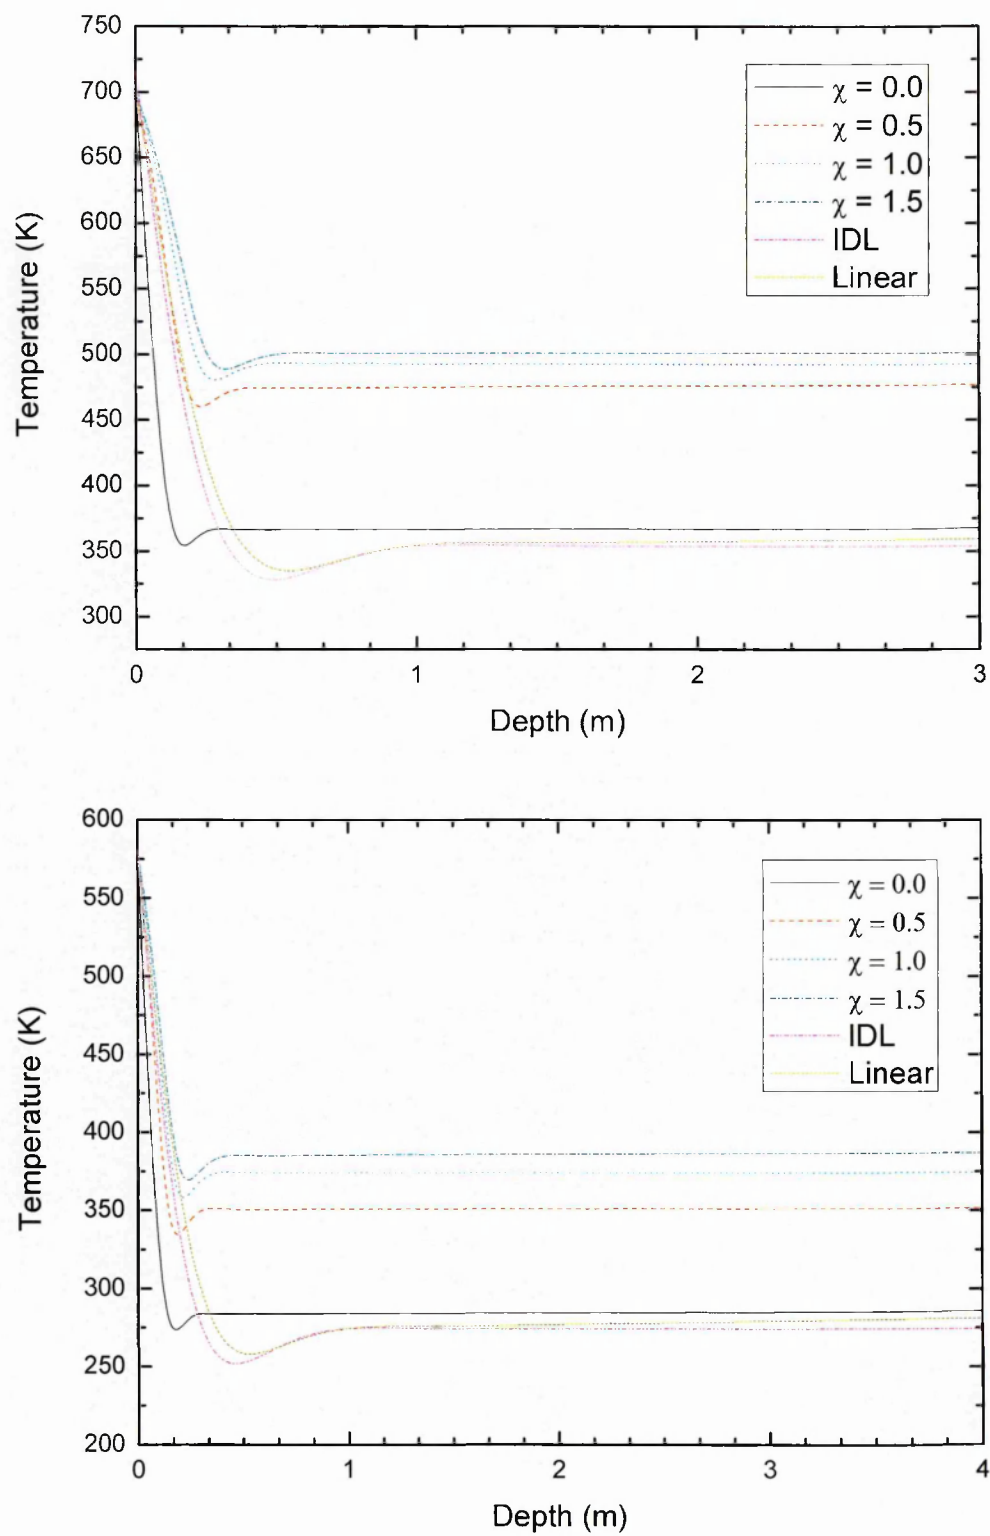 750
700
650
600
550
500
450
400
350
300
Temperature (K)
χ = 0.0
χ = 0.5
χ = 1.0
χ = 1.5
IDL
Linear
0 1 2 3
Depth (m)
600
550
500
450
400
350
300
250
200
Temperature (K)
χ = 0.0
χ = 0.5
χ = 1.0
χ = 1.5
IDL
Linear
0 1 2 3 4
Depth (m)